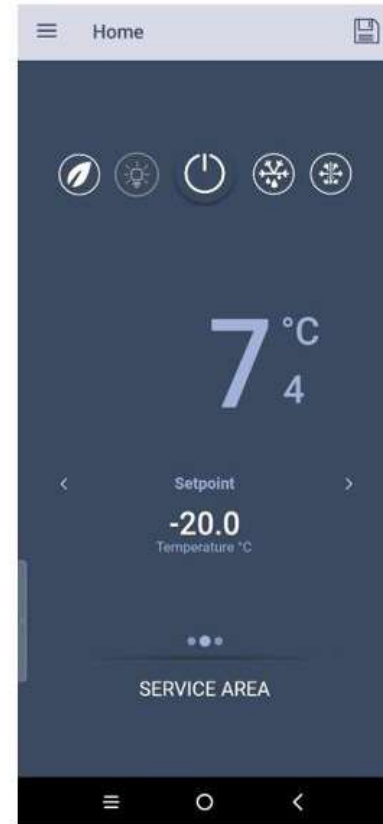 Home
7 °C
4
Setpoint
-20.0
Temperature °C
SERVICE AREA